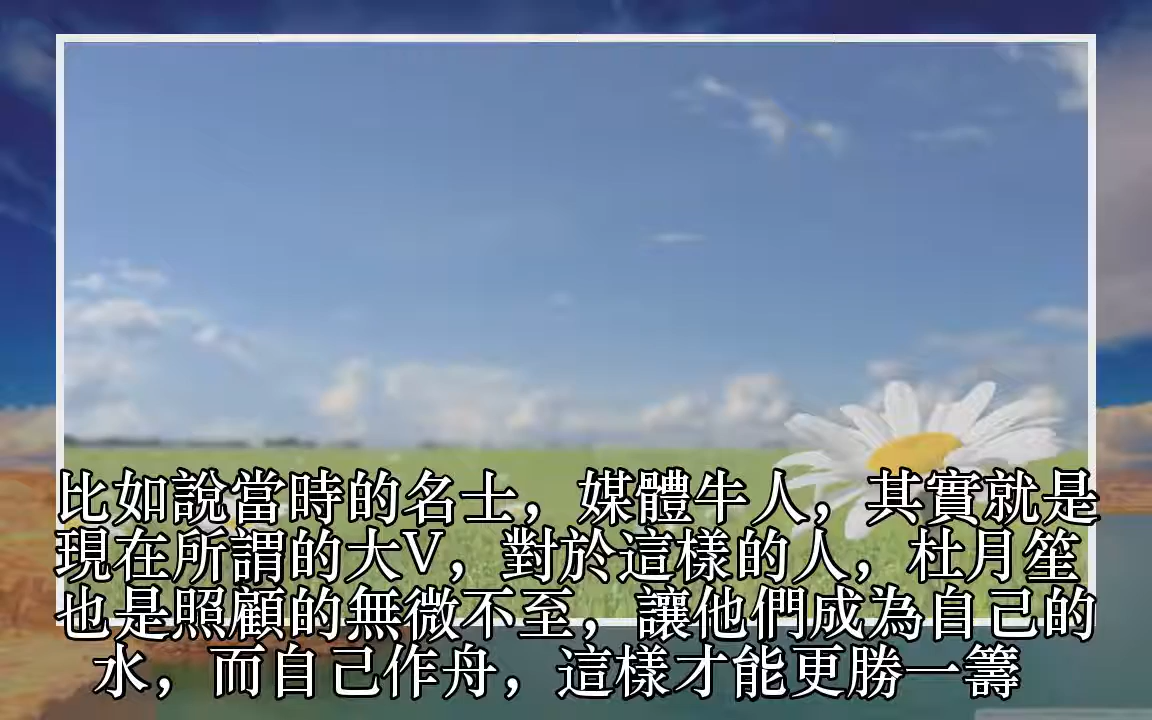 比如說當時的名士，媒體牛人，其實就是
現在所謂的大V，對於這樣的人，杜月笙
也是照顧的無微不至，讓他們成為自己的
水，而自己作舟，這樣才能更勝一籌